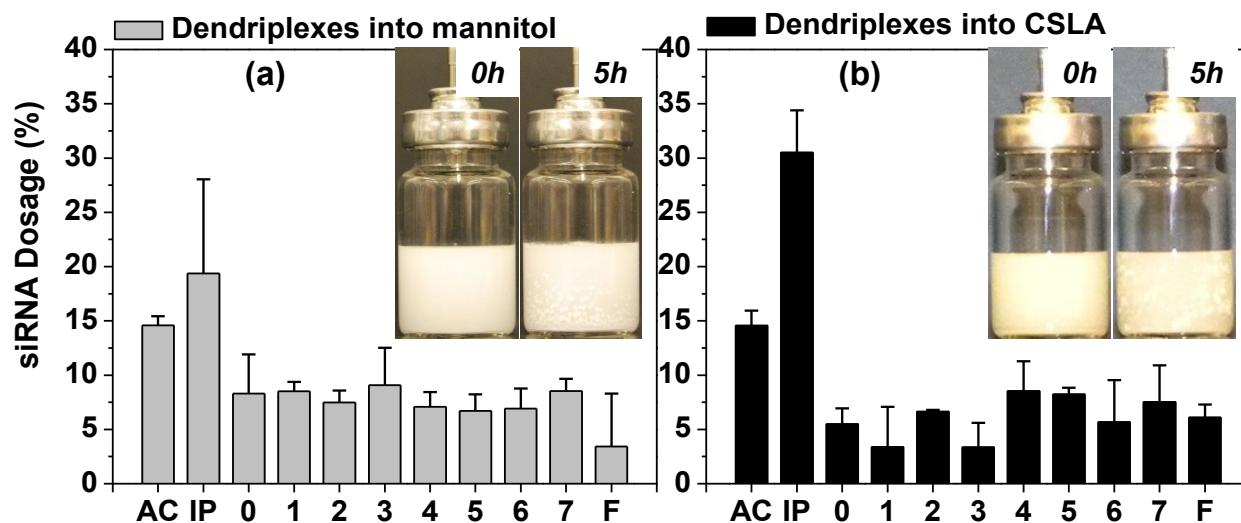 Dendriplexes into mannitol
Dendriplexes into CSLA
siRNA Dosage (%)
40
35
30
25
20
15
10
5
0
(a)
0h
5h
AC IP 0 1 2 3 4 5 6 7 F
40
35
30
25
20
15
10
5
0
(b)
0h
5h
AC IP 0 1 2 3 4 5 6 7 F